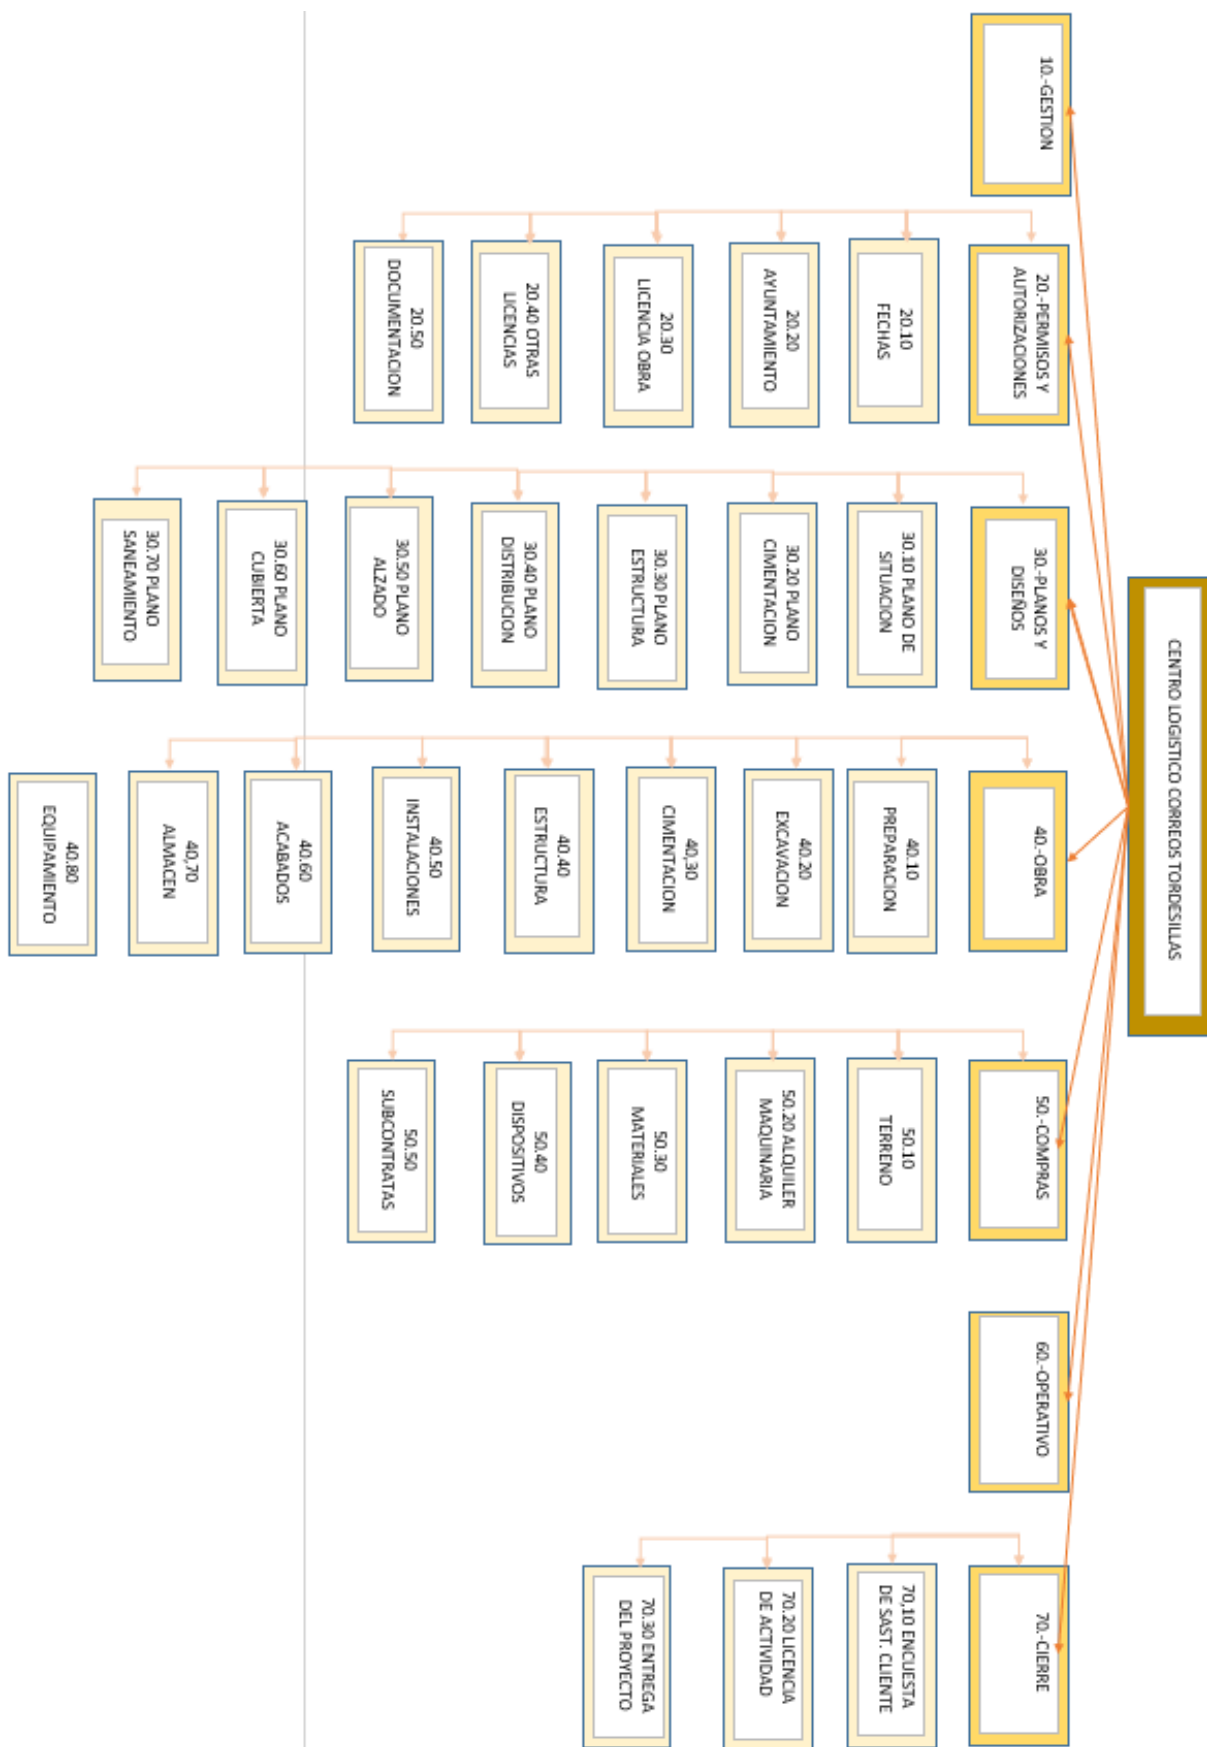 CENTRO LOGISTICO CORREOS TORDESILLAS
10.-GESTION
20.-PERMISOS Y
AUTORIZACIONES
20.10
FECHAS
20.20
AYUNTAMIENTO
20.30
LICENCIA OBRA
20.40 OTRAS
LICENCIAS
20.50
DOCUMENTACION
30.-PLANOS Y
DISEÑOS
30.10 PLANO DE
SITUACION
30.20 PLANO
CIMENTACION
30.30 PLANO
ESTRUCTURA
30.40 PLANO
DISTRIBUCION
30.50 PLANO
ALZADO
30.60 PLANO
CUBIERTA
30.70 PLANO
SANEAMIENTO
40.-OBRA
40.10
PREPARACION
40.20
EXCAVACION
40,30
CIMENTACION
40.40
ESTRUCTURA
40.50
INSTALACIONES
40.60
ACABADOS
40,70
ALMACEN
40.80
EQUIPAMIENTO
50.-COMPRAS
50.10
TERRENO
50.20 ALQUILER
MAQUINARIA
50.30
MATERIALES
50.40
DISPOSITIVOS
50.50
SUBCONTRATAS
60.-OPERATIVO
70.-CIERRE
70,10 ENCUESTA
DE SAST. CLIENTE
70.20 LICENCIA
DE ACTIVIDAD
70.30 ENTREGA
DEL PROYECTO